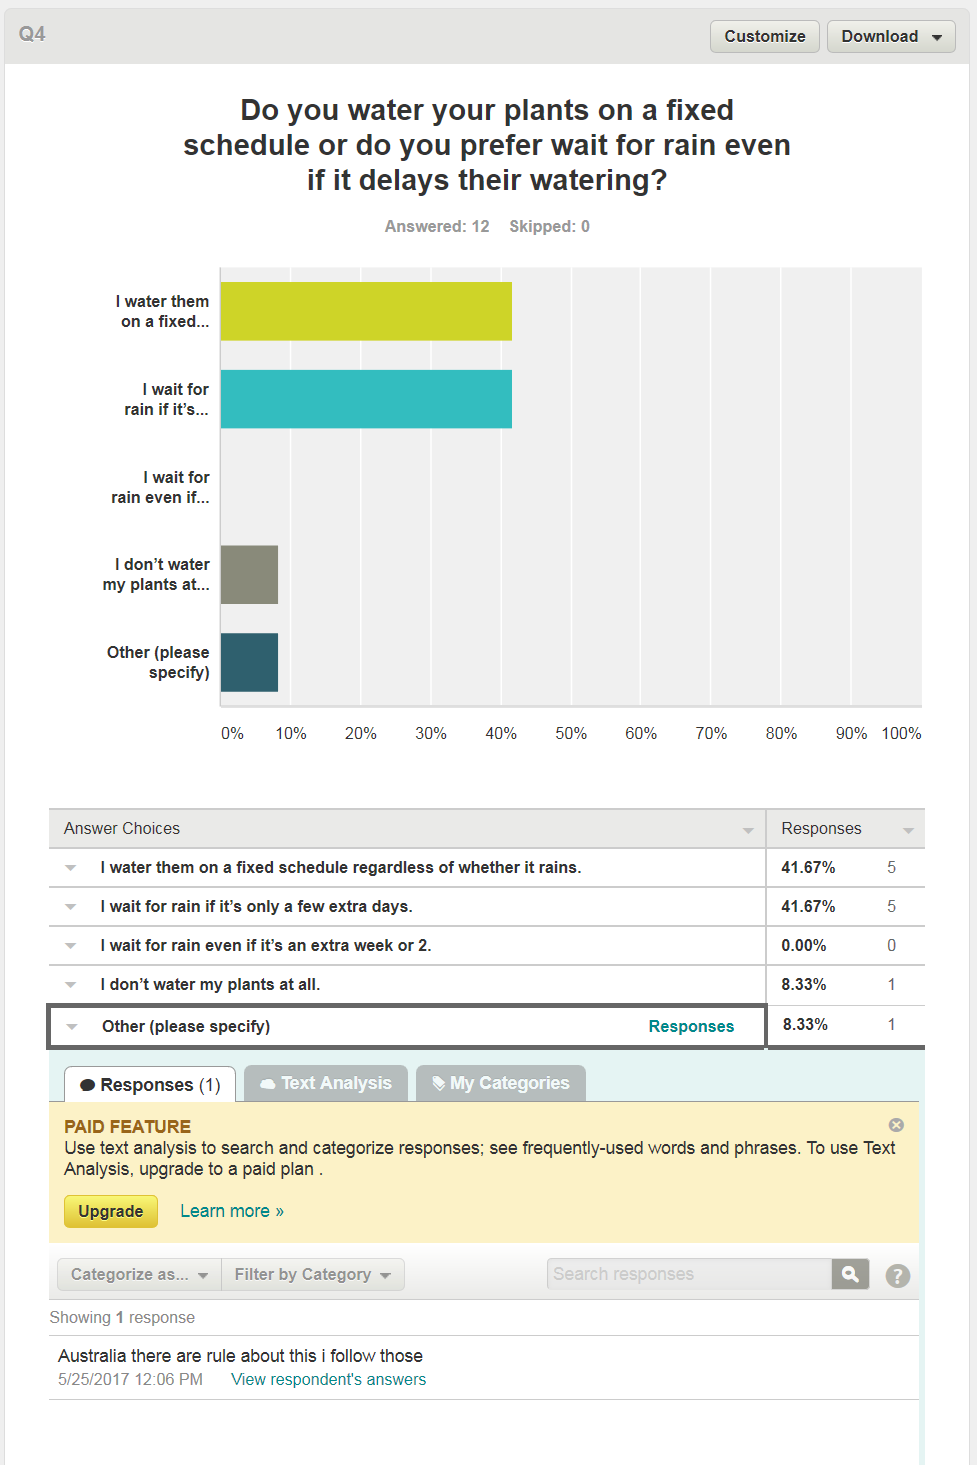 Q4
Customize
Download
Do you water your plants on a fixed
schedule or do you prefer wait for rain even
if it delays their watering?
Answered: 12 Skipped: 0
I water them
on a fixed...
I wait for
rain if it’s...
I wait for
rain even if...
I don’t water
my plants at...
Other (please
specify)
0% 10% 20% 30% 40% 50% 60% 70% 80% 90% 100%
Answer Choices Responses
I water them on a fixed schedule regardless of whether it rains. 41.67% 5
I wait for rain if it’s only a few extra days. 41.67% 5
I wait for rain even if it’s an extra week or 2. 0.00% 0
I don’t water my plants at all. 8.33% 1
Other (please specify) Responses 8.33% 1
Responses (1) Text Analysis My Categories
PAID FEATURE
Use text analysis to search and categorize responses; see frequently-used words and phrases. To use Text
Analysis, upgrade to a paid plan .
Upgrade Learn more »
Categorize as... Filter by Category Search responses ?
Showing 1 response
Australia there are rule about this i follow those
5/25/2017 12:06 PM View respondent's answers